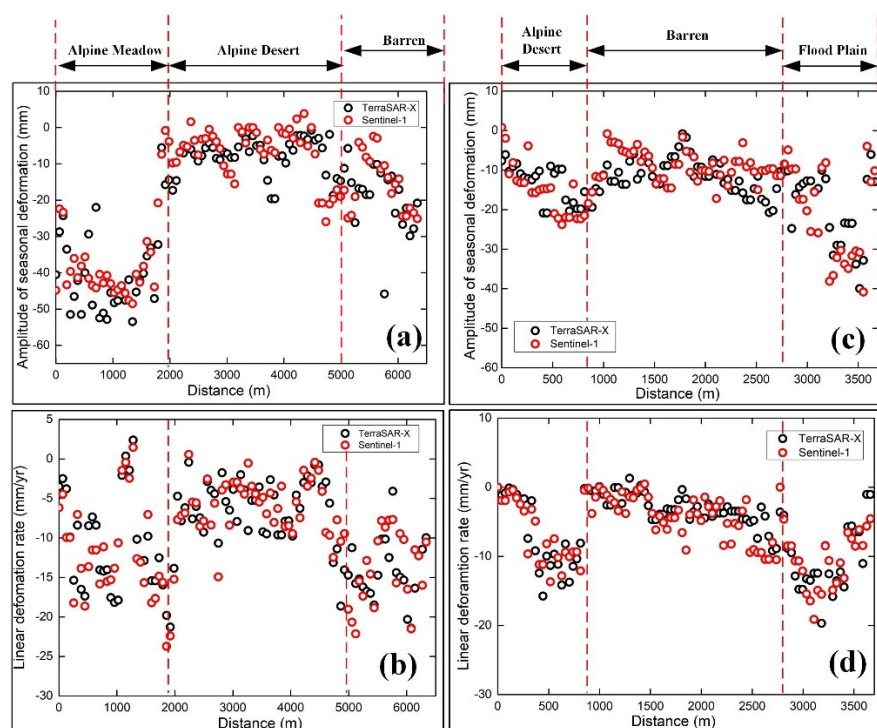 Alpine Meadow
Alpine Desert
Barren
Alpine
Desert
Barren
Flood Plain
Amplitude of seasonal deformation (mm)
10
0
-10
-20
-30
-40
-50
-60
TerraSAR-X
Sentinel-1
(a)
0 1000 2000 3000 4000 5000 6000
Distance (m)
Amplitude of seasonal deformation (mm)
10
0
-10
-20
-30
-40
-50
-60
TerraSAR-X
Sentinel-1
(c)
0 500 1000 1500 2000 2500 3000 3500
Distance (m)
Linear defomation rate (mm/yr)
5
0
-5
-10
-15
-20
-25
-30
TerraSAR-X
Sentinel-1
(b)
0 1000 2000 3000 4000 5000 6000
Distance (m)
Linear deforamtion rate (mm/yr)
10
0
-10
-20
-30
TerraSAR-X
Sentinel-1
(d)
0 500 1000 1500 2000 2500 3000 3500
Distance (m)